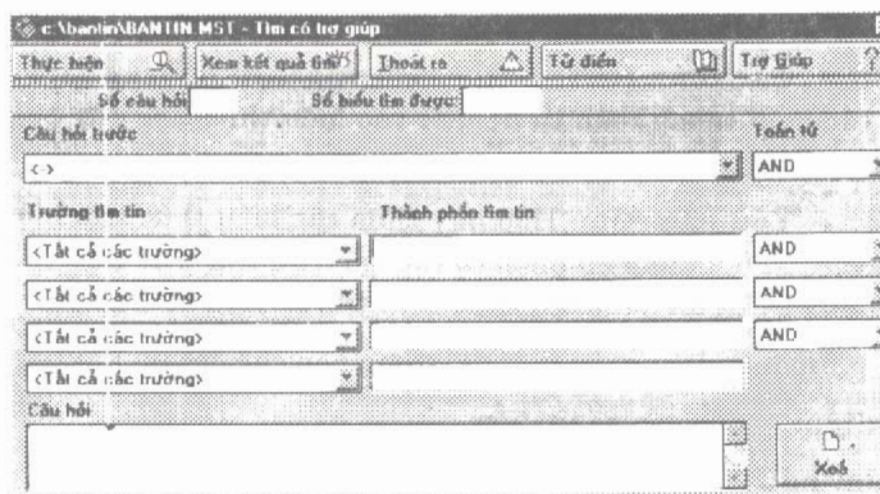 c:\bantin\BANTIN.MST - Tìm có trợ giúp
Thực hiện Xem kết quả tìm Thoát ra Từ điển Trợ Giúp
Số câu hỏi Số biểu tìm được:
Câu hỏi trước Toán tử
<-> AND
Trường tìm tin Thành phần tìm tin
<Tất cả các trường> AND
<Tất cả các trường> AND
<Tất cả các trường> AND
<Tất cả các trường>
Câu hỏi
Xoá